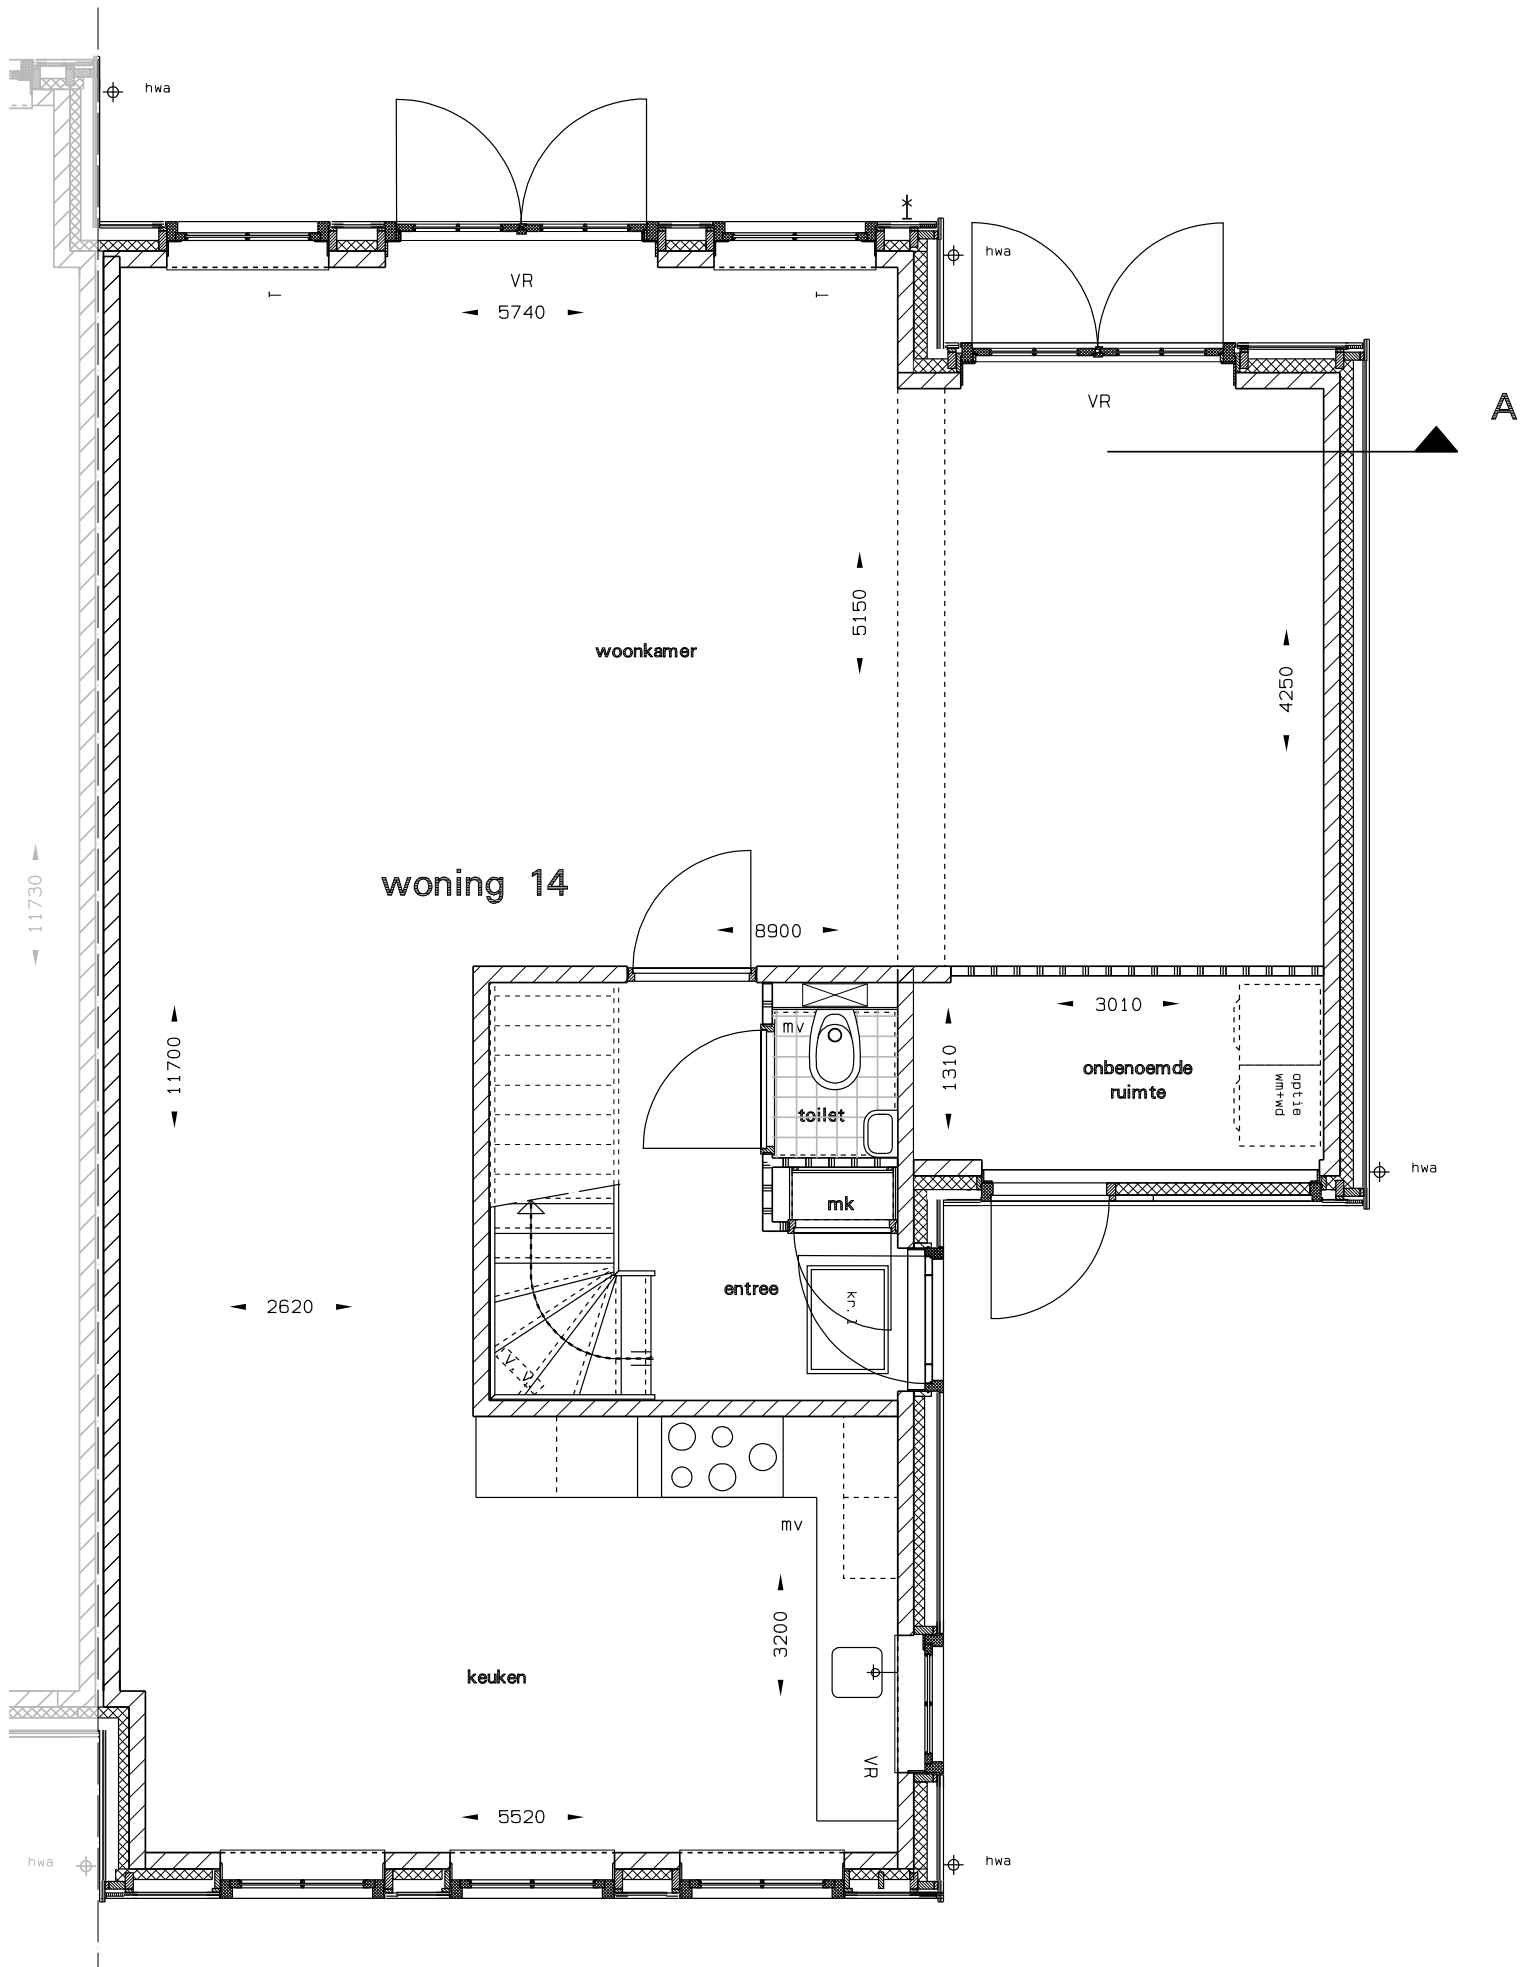 hwa
hwa
VR
5740
T
T
VR
A
5150
woonkamer
4250
woning 14
11730
8900
3010
mv
11700
1310
onbenoemde
ruimte
optie
wm+wd
toilet
hwa
mk
entree
kr.l
2620
v.v.
mv
3200
keuken
VR
5520
hwa
hwa